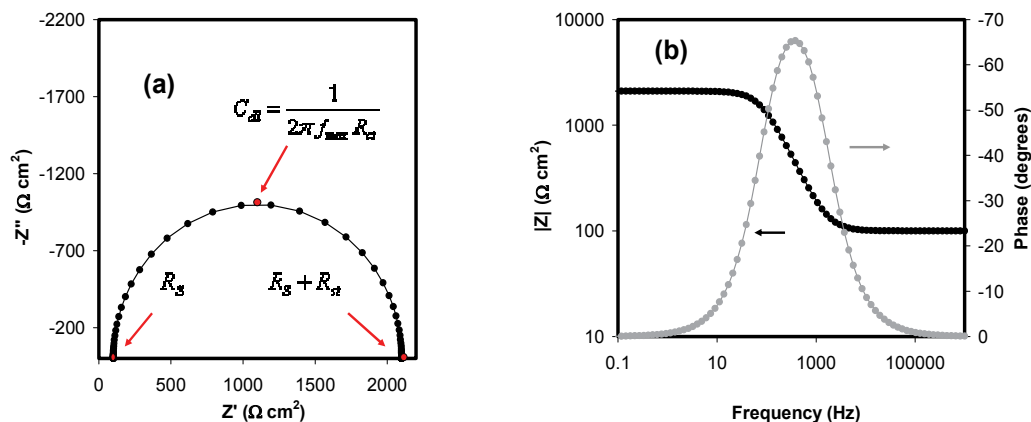 -2200
-1700
-1200
-700
-200
-Z'' (Ω cm²)
(a)
C_dl = 1 / 2π f_max R_ct
R_S
R_S + R_ct
0 500 1000 1500 2000
Z' (Ω cm²)
10000
1000
100
10
|Z| (Ω cm²)
(b)
-70
-60
-50
-40
-30
-20
-10
0
Phase (degrees)
0.1 10 1000 100000
Frequency (Hz)